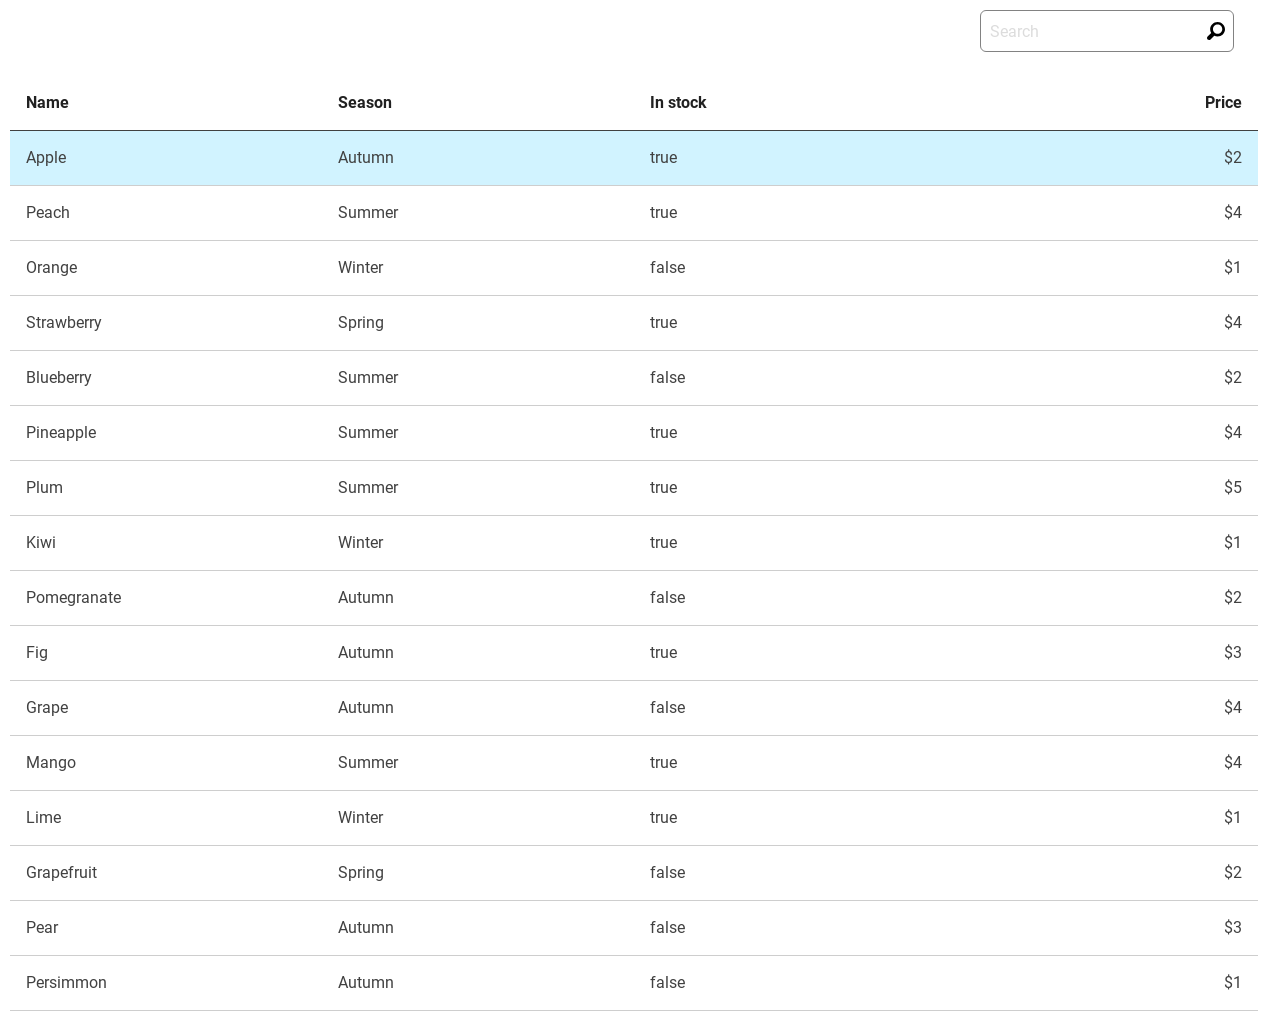 Search
Name Season In stock Price
Apple Autumn true $2
Peach Summer true $4
Orange Winter false $1
Strawberry Spring true $4
Blueberry Summer false $2
Pineapple Summer true $4
Plum Summer true $5
Kiwi Winter true $1
Pomegranate Autumn false $2
Fig Autumn true $3
Grape Autumn false $4
Mango Summer true $4
Lime Winter true $1
Grapefruit Spring false $2
Pear Autumn false $3
Persimmon Autumn false $1